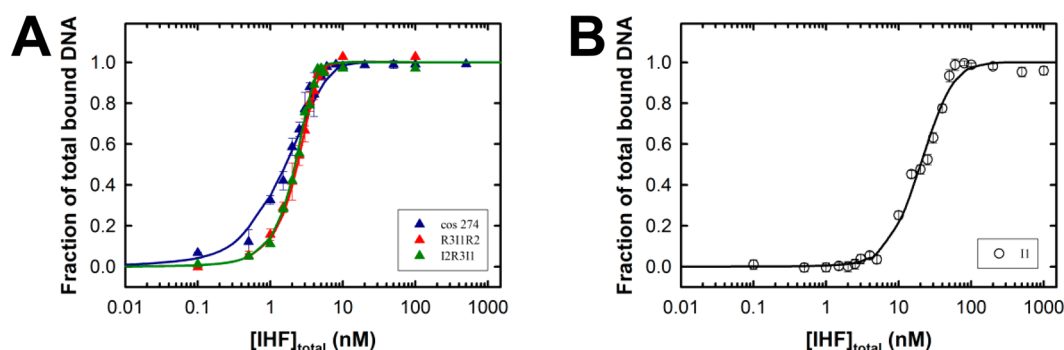 A
Fraction of total bound DNA
1.0
0.8
0.6
0.4
0.2
0.0
cos 274
R3I1R2
I2R3I1
0.01 0.1 1 10 100 1000
[IHF]total (nM)
B
Fraction of total bound DNA
1.0
0.8
0.6
0.4
0.2
0.0
I1
0.01 0.1 1 10 100 1000
[IHF]total (nM)